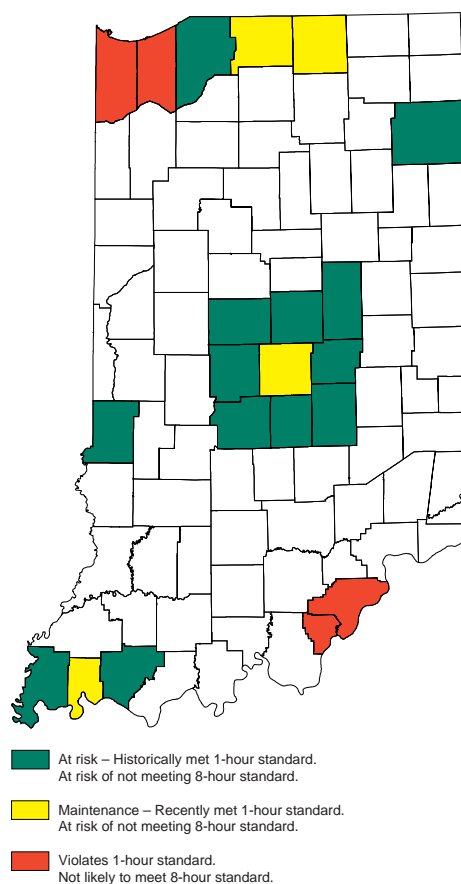 At risk – Historically met 1-hour standard.
At risk of not meeting 8-hour standard.
Maintenance – Recently met 1-hour standard.
At risk of not meeting 8-hour standard.
Violates 1-hour standard.
Not likely to meet 8-hour standard.